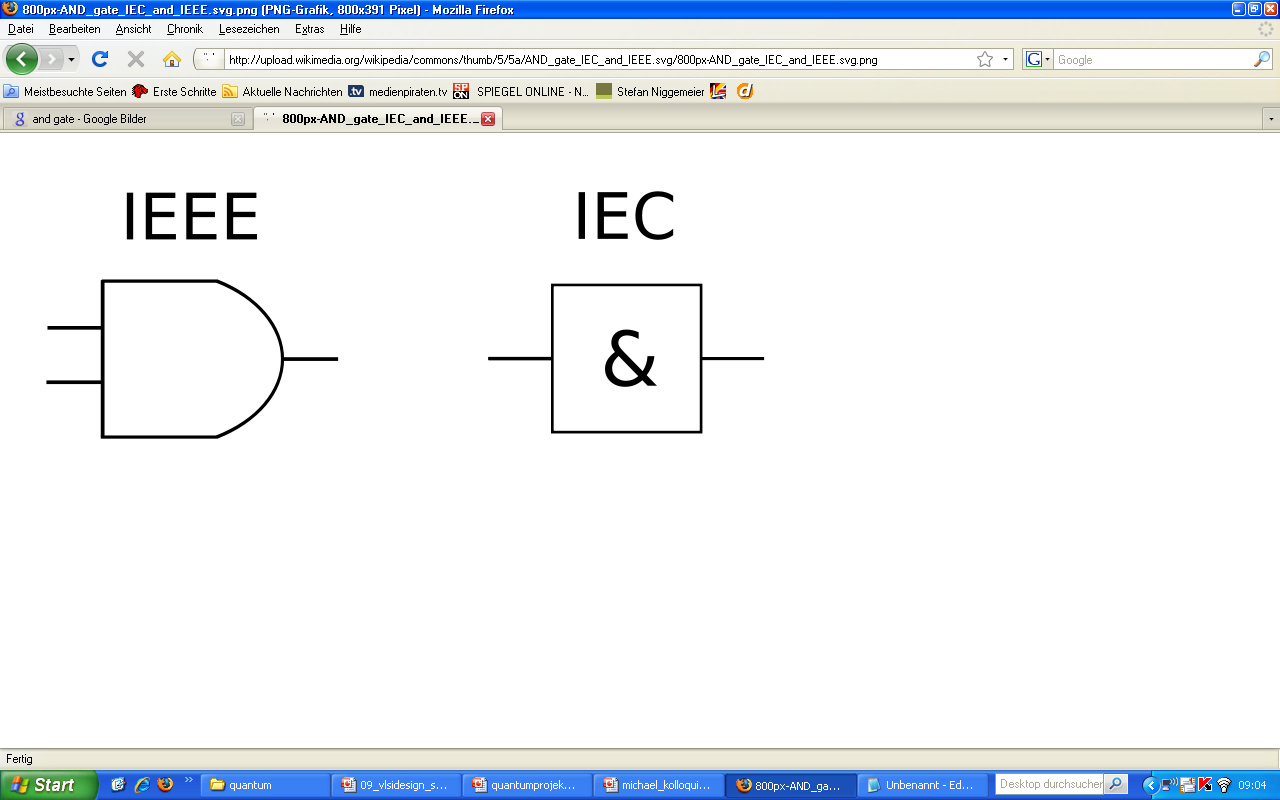 800px-AND_gate_IEC_and_IEEE.svg.png (PNG-Grafik, 800x391 Pixel) - Mozilla Firefox
Datei Bearbeiten Ansicht Chronik Lesezeichen Extras Hilfe
http://upload.wikimedia.org/wikipedia/commons/thumb/5/5a/AND_gate_IEC_and_IEEE.svg/800px-AND_gate_IEC_and_IEEE.svg.png G Google
Meistbesuchte Seiten Erste Schritte Aktuelle Nachrichten .tv medienpiraten.tv SP ON SPIEGEL ONLINE - N... Stefan Niggemeier d
g and gate - Google Bilder 800px-AND_gate_IEC_and_IEEE....
IEEE IEC
&
Fertig
Start quantum 09_vlsidesign_s... quantumprojek... michael_kolloqui... 800px-AND_ga... Unbenannt - Ed... Desktop durchsuchen 09:04